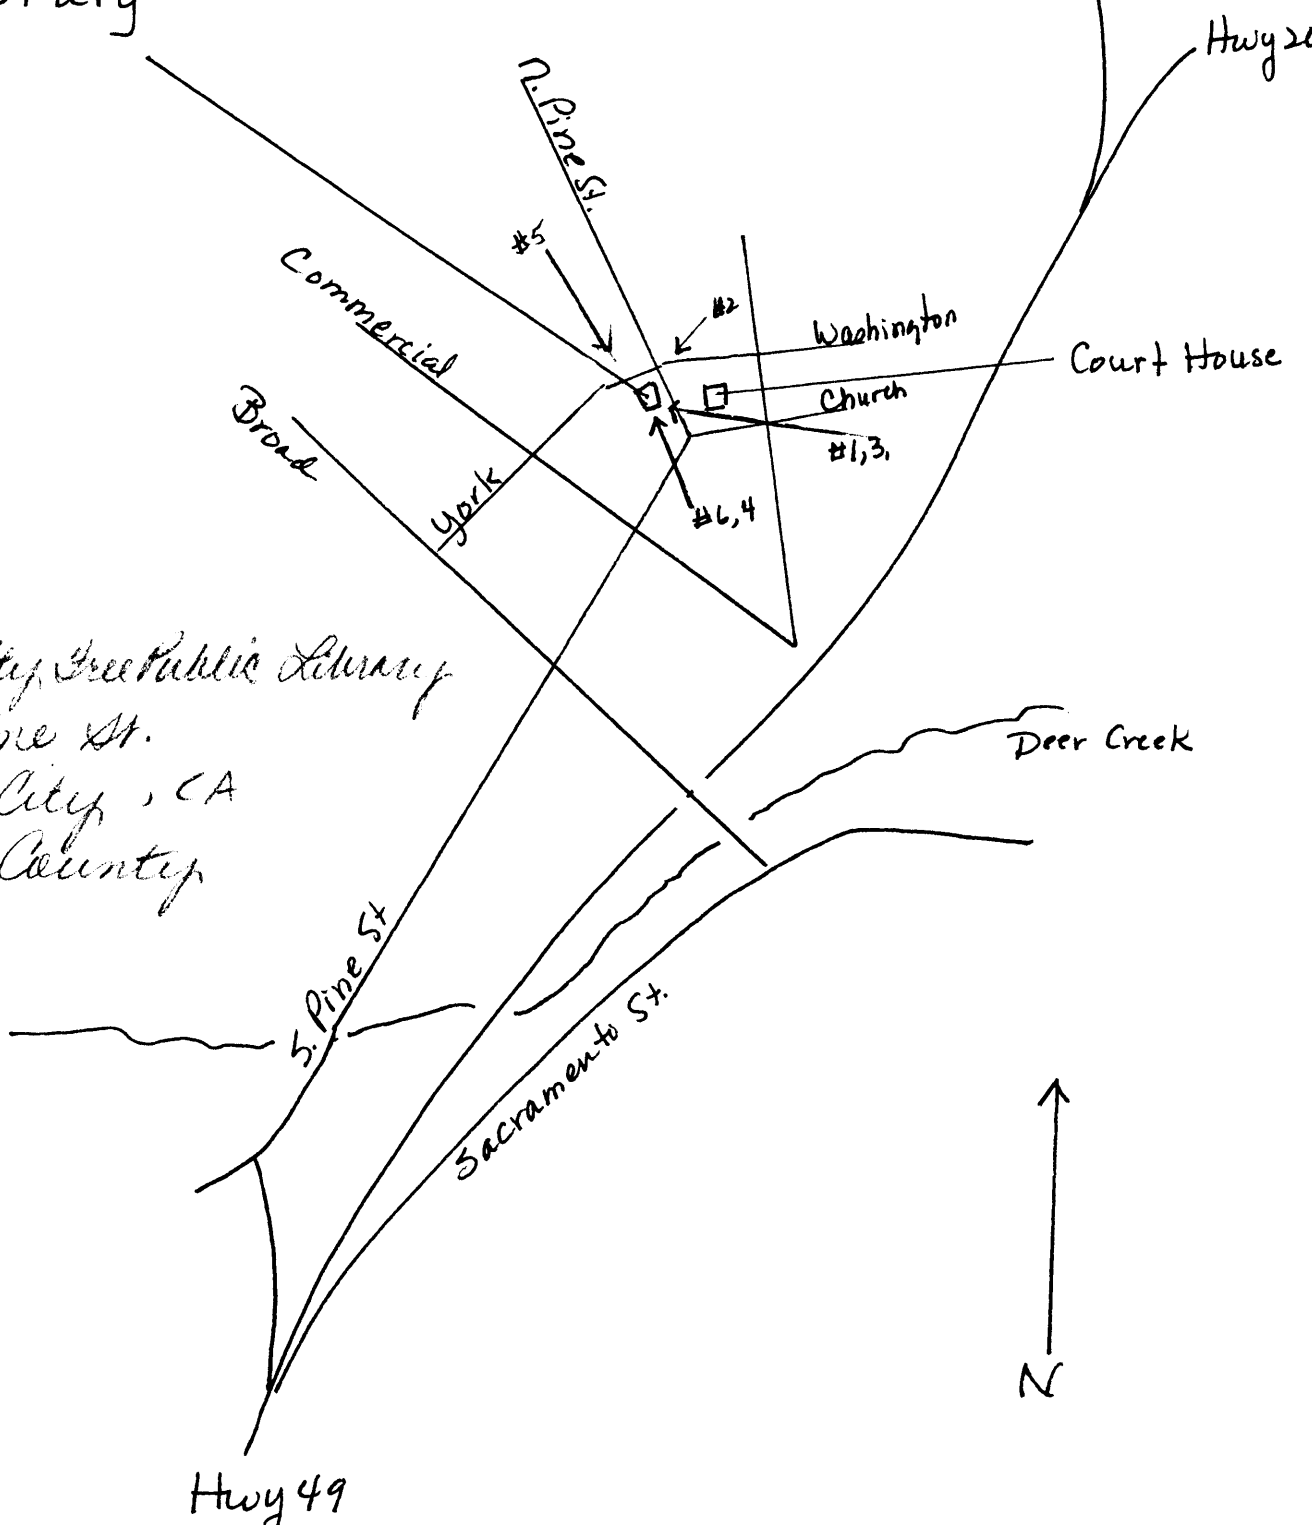 Hwy 20
N. Pine St.
#5
#2
Commercial
Washington
Court House
Church
Broad
#1,3,
York
#6,4
Free Public Library
St.
City, CA
County
Deer Creek
S. Pine St
Sacramento St.
N
Hwy 49